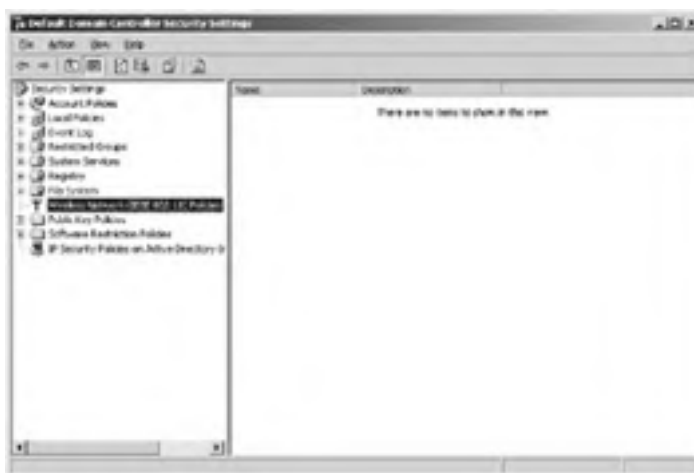 Default Domain Controller Security Settings
File Action View Help
Security Settings
Account Policies
Local Policies
Event Log
Restricted Groups
System Services
Registry
File System
Wireless Network (IEEE 802.11) Policies
Public Key Policies
Software Restriction Policies
IP Security Policies on Active Directory
Name Description
There are no items to show in this view.